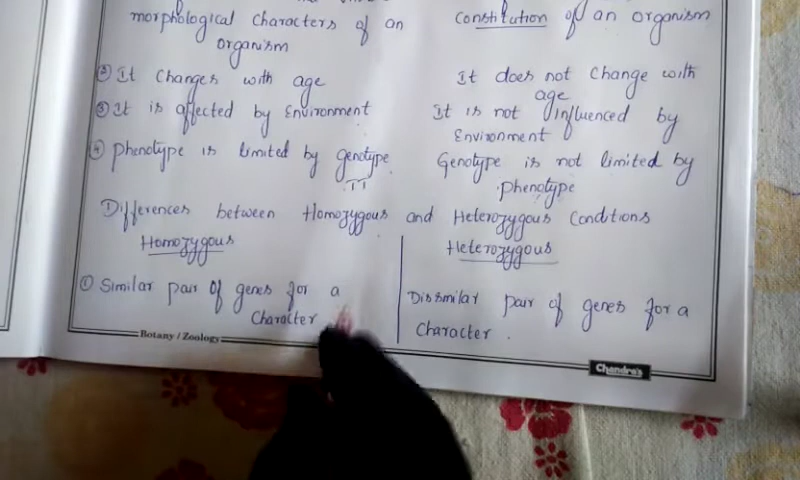 morphological characters of an
Constitution of an organism
organism
② It changes with age
It does not change with
age
③ It is affected by Environment
It is not influenced by
Environment
④ phenotype is limited by genotype.
Genotype is not limited by
phenotype
① Differences between Homozygous and Heterozygous Conditions
Homozygous
Heterozygous
① Similar pair of genes for a
Character
Dissmilar pair of genes for a
Character.
Botany / Zoology
Chandra's